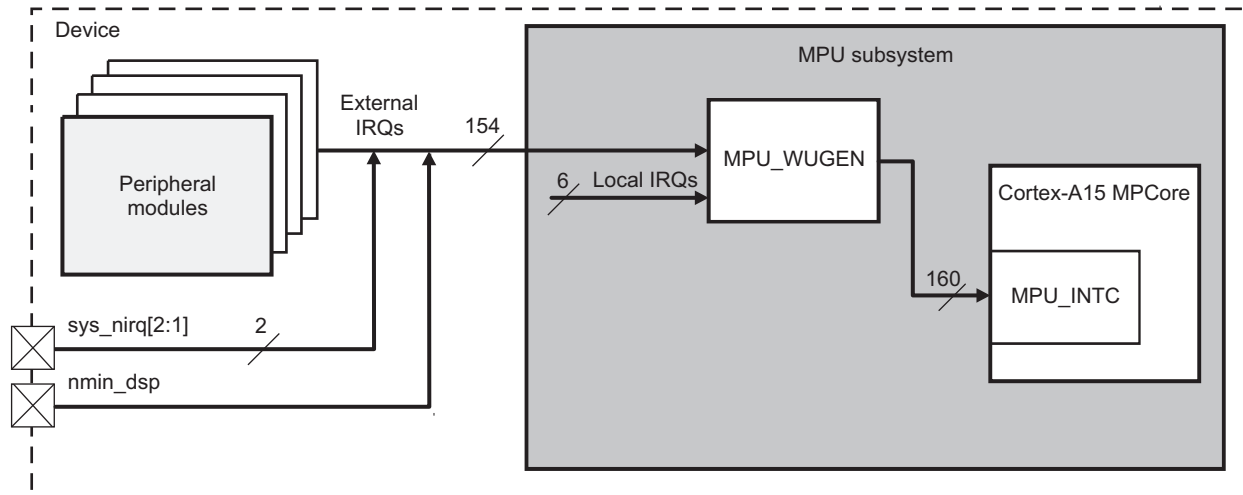 Device
MPU subsystem
External
IRQs
154
MPU_WUGEN
Peripheral
modules
6
Local IRQs
Cortex-A15 MPCore
160
MPU_INTC
sys_nirq[2:1]
2
nmin_dsp